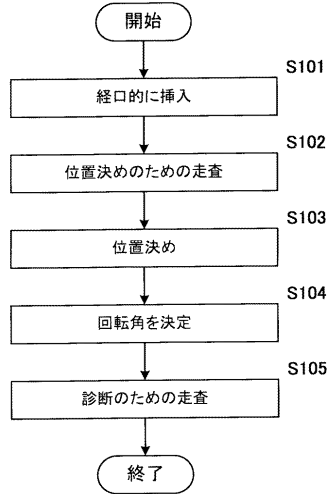 開始
S101
経口的に挿入
S102
位置決めのための走査
S103
位置決め
S104
回転角を決定
S105
診断のための走査
終了